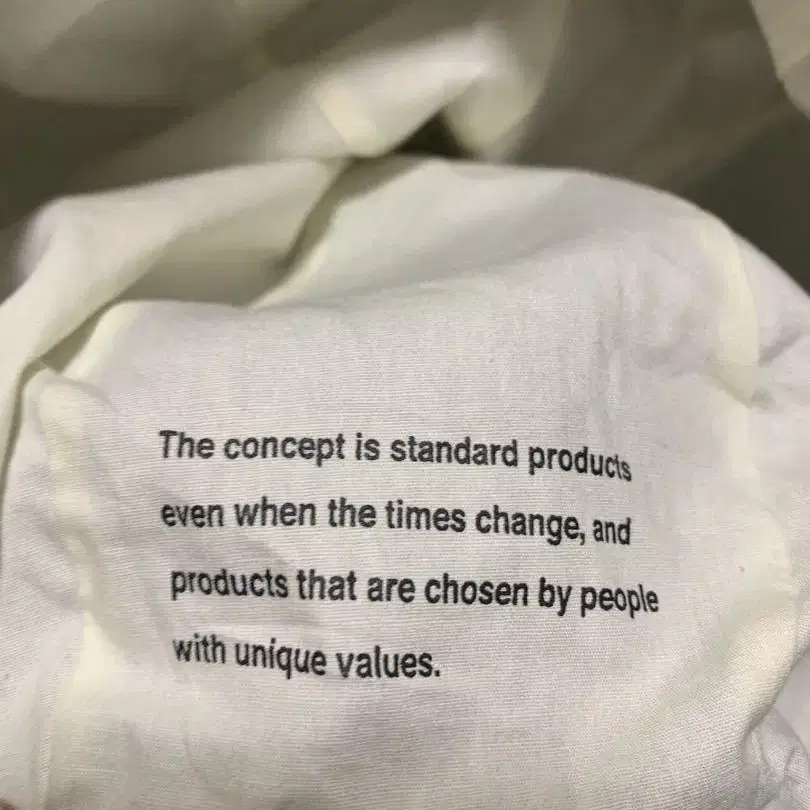 The concept is standard products
even when the times change, and
products that are chosen by people
with unique values.